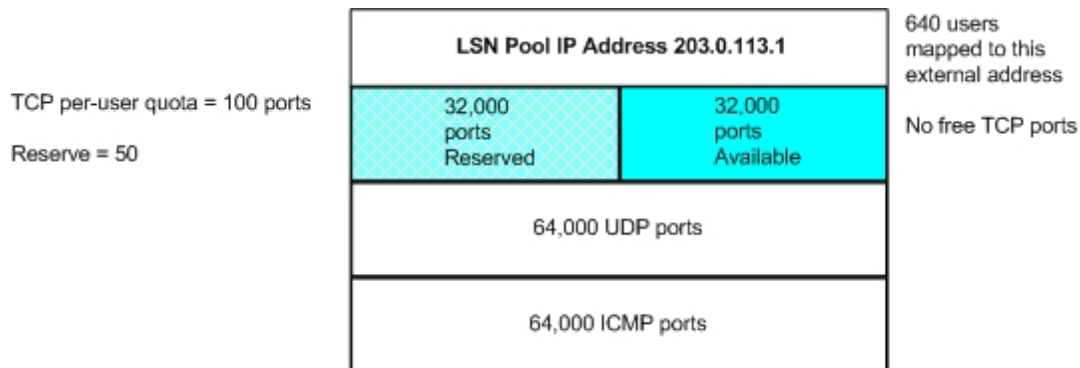 LSN Pool IP Address 203.0.113.1
640 users
mapped to this
external address
TCP per-user quota = 100 ports
Reserve = 50
32,000
ports
Reserved
32,000
ports
Available
No free TCP ports
64,000 UDP ports
64,000 ICMP ports